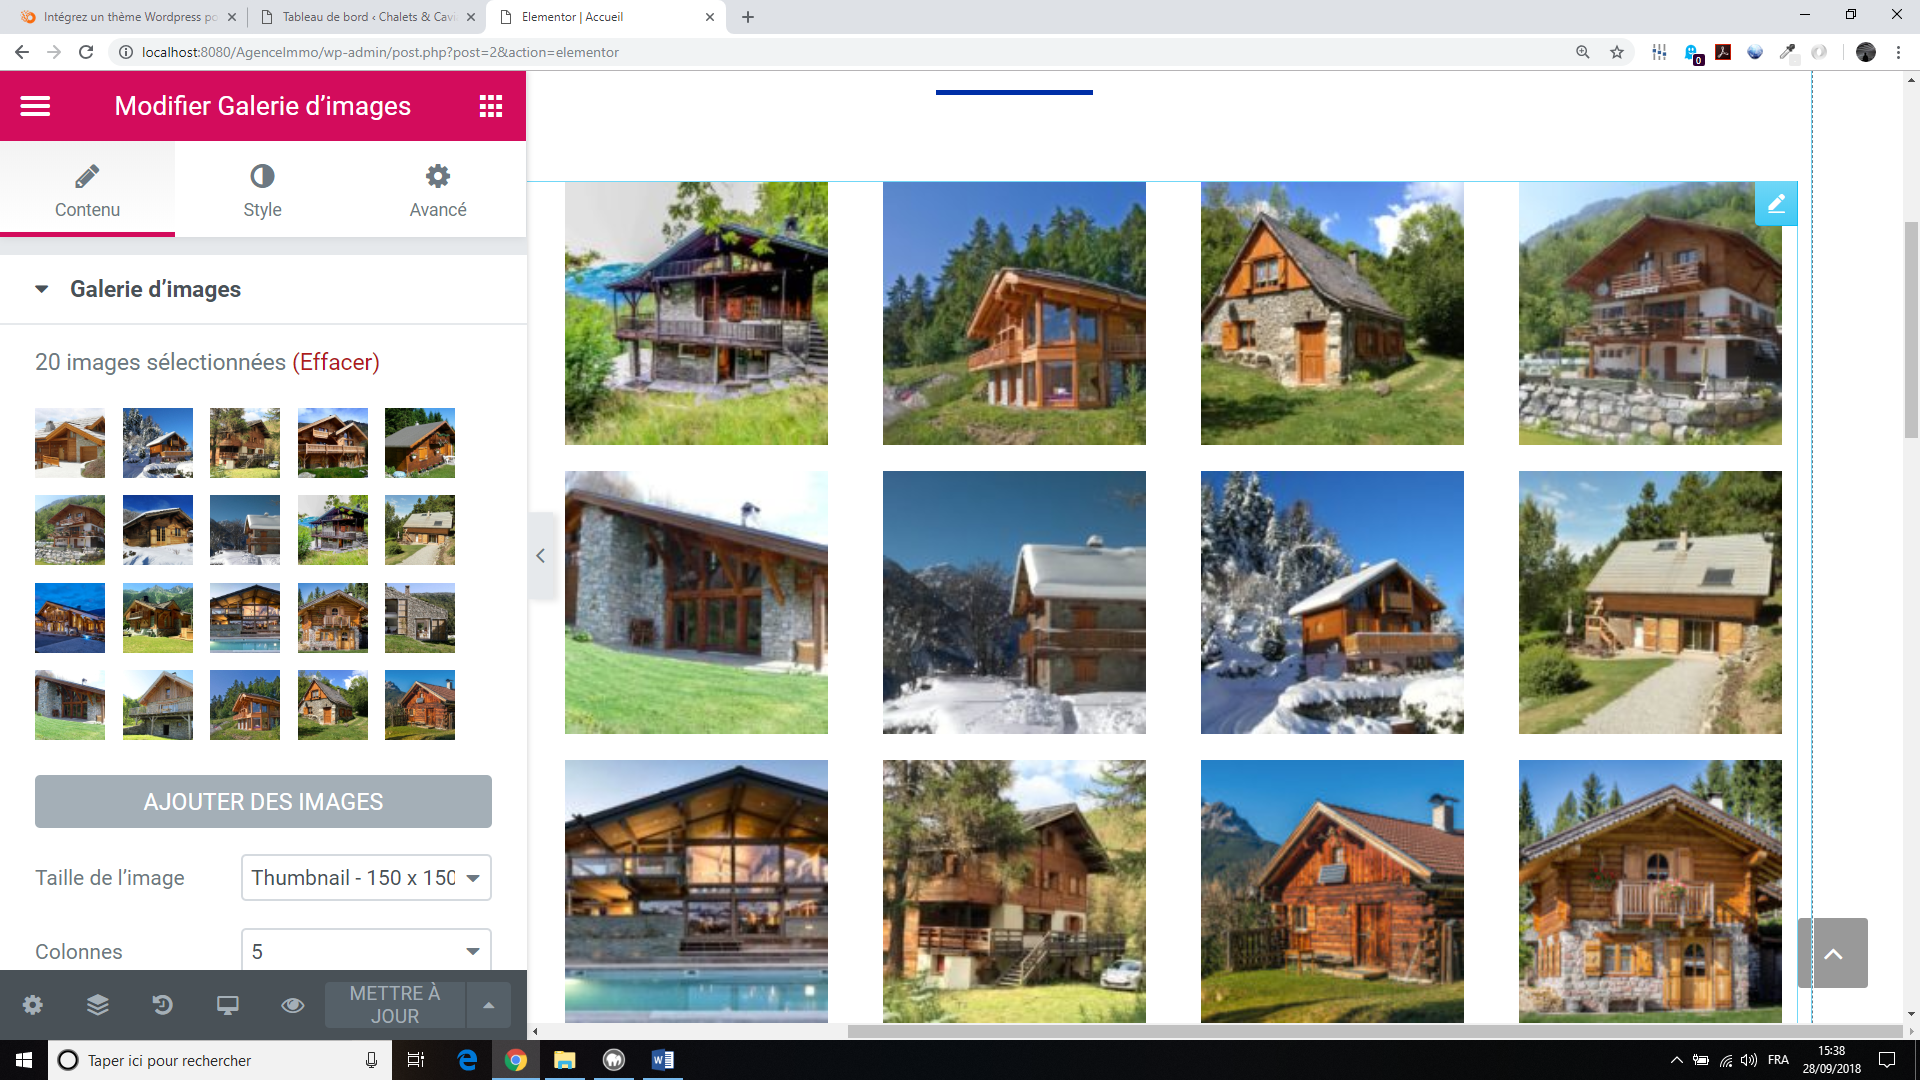 Intégrez un thème Wordpress po
Tableau de bord ‹ Chalets & Cavi
Elementor | Accueil
localhost:8080/AgenceImmo/wp-admin/post.php?post=2&action=elementor
0
Modifier Galerie d’images
Contenu
Style
Avancé
Galerie d’images
20 images sélectionnées (Effacer)
AJOUTER DES IMAGES
Taille de l’image
Thumbnail - 150 x 150
Colonnes
5
METTRE À
JOUR
Taper ici pour rechercher
FRA
15:38
28/09/2018